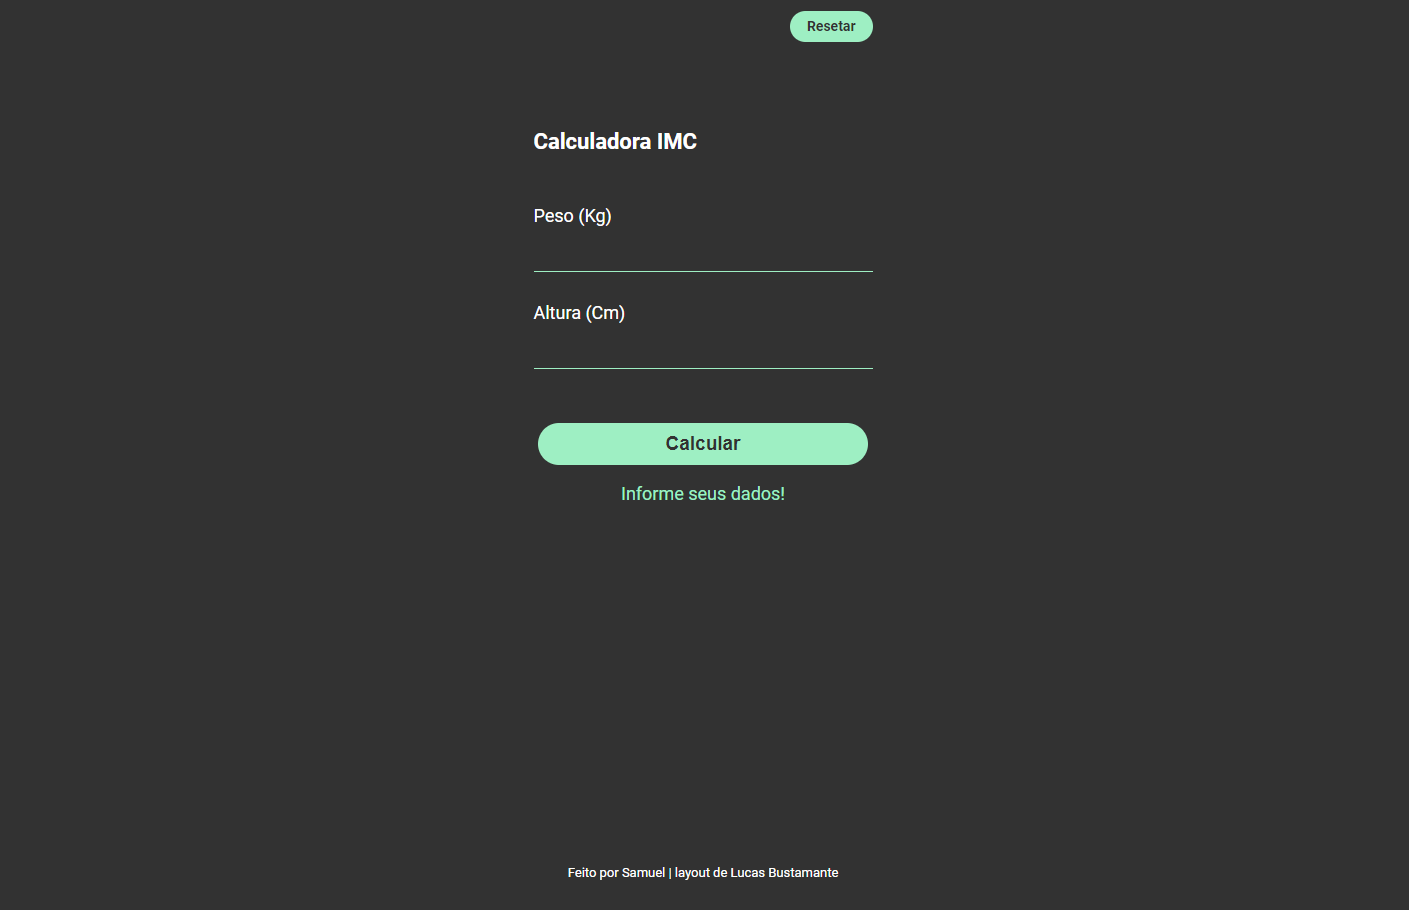 Resetar
Calculadora IMC
Peso (Kg)
Altura (Cm)
Calcular
Informe seus dados!
Feito por Samuel | layout de Lucas Bustamante